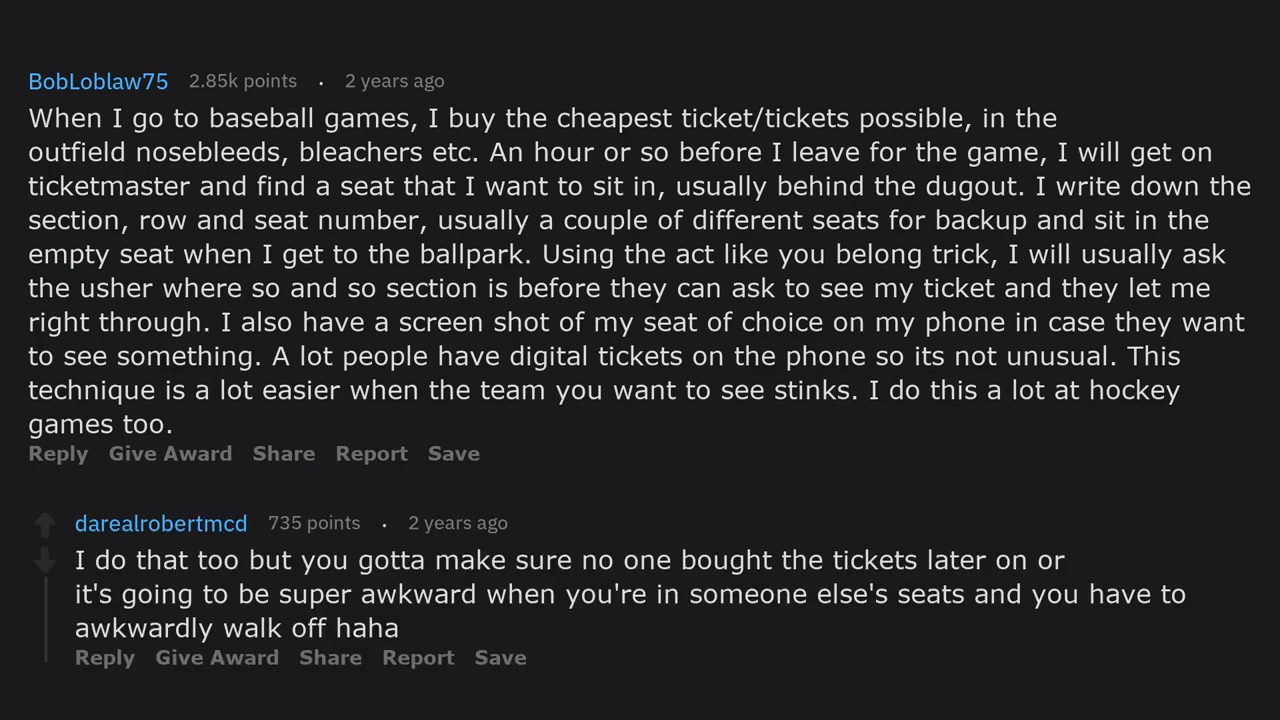 BobLoblaw75 2.85k points · 2 years ago
When I go to baseball games, I buy the cheapest ticket/tickets possible, in the
outfield nosebleeds, bleachers etc. An hour or so before I leave for the game, I will get on
ticketmaster and find a seat that I want to sit in, usually behind the dugout. I write down the
section, row and seat number, usually a couple of different seats for backup and sit in the
empty seat when I get to the ballpark. Using the act like you belong trick, I will usually ask
the usher where so and so section is before they can ask to see my ticket and they let me
right through. I also have a screen shot of my seat of choice on my phone in case they want
to see something. A lot people have digital tickets on the phone so its not unusual. This
technique is a lot easier when the team you want to see stinks. I do this a lot at hockey
games too.
Reply Give Award Share Report Save
darealrobertmcd 735 points · 2 years ago
I do that too but you gotta make sure no one bought the tickets later on or
it's going to be super awkward when you're in someone else's seats and you have to
awkwardly walk off haha
Reply Give Award Share Report Save